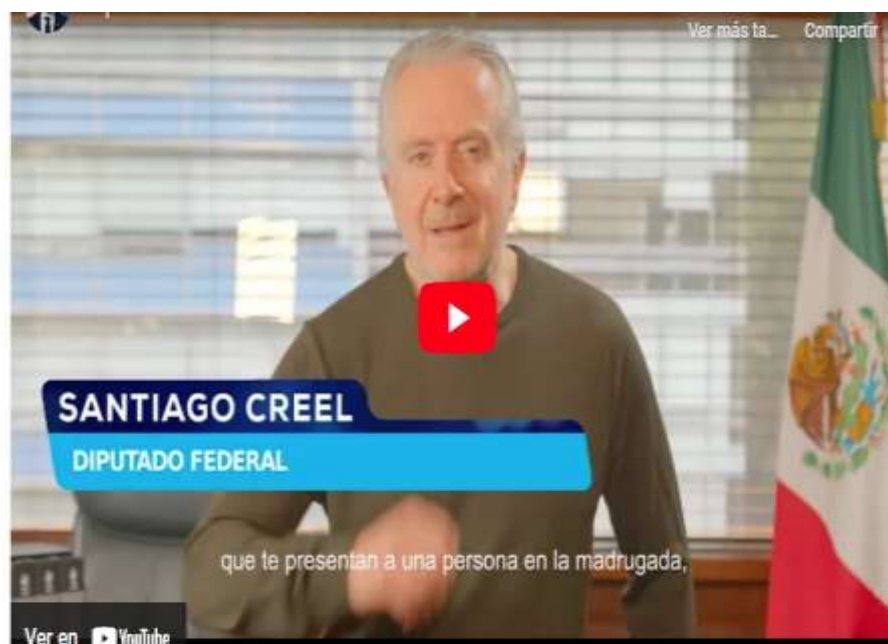 Ver más ta...
Compartir
SANTIAGO CREEL
DIPUTADO FEDERAL
que te presentan a una persona en la madrugada,
Ver en YouTube